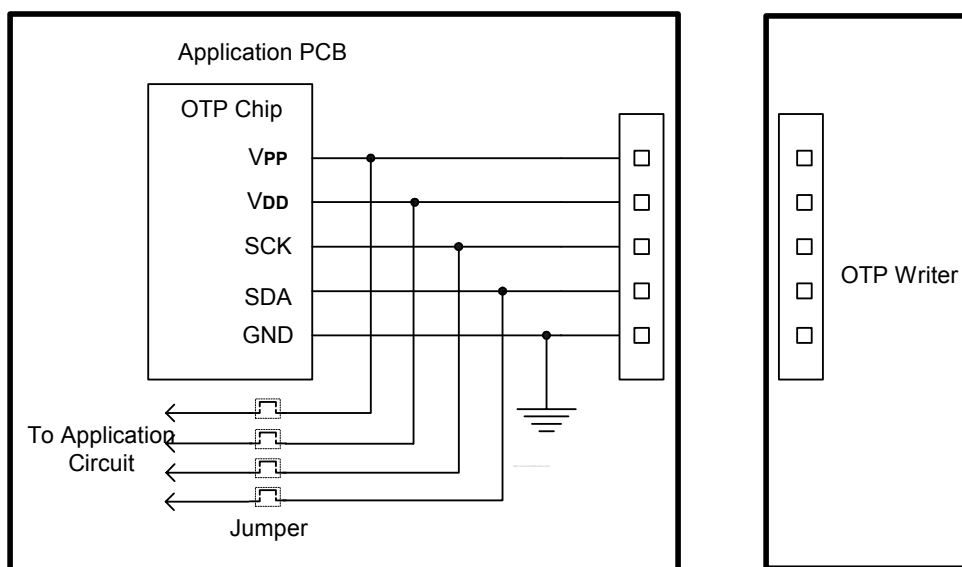 Application PCB
OTP Chip
VPP
VDD
SCK
SDA
GND
OTP Writer
To Application
Circuit
Jumper